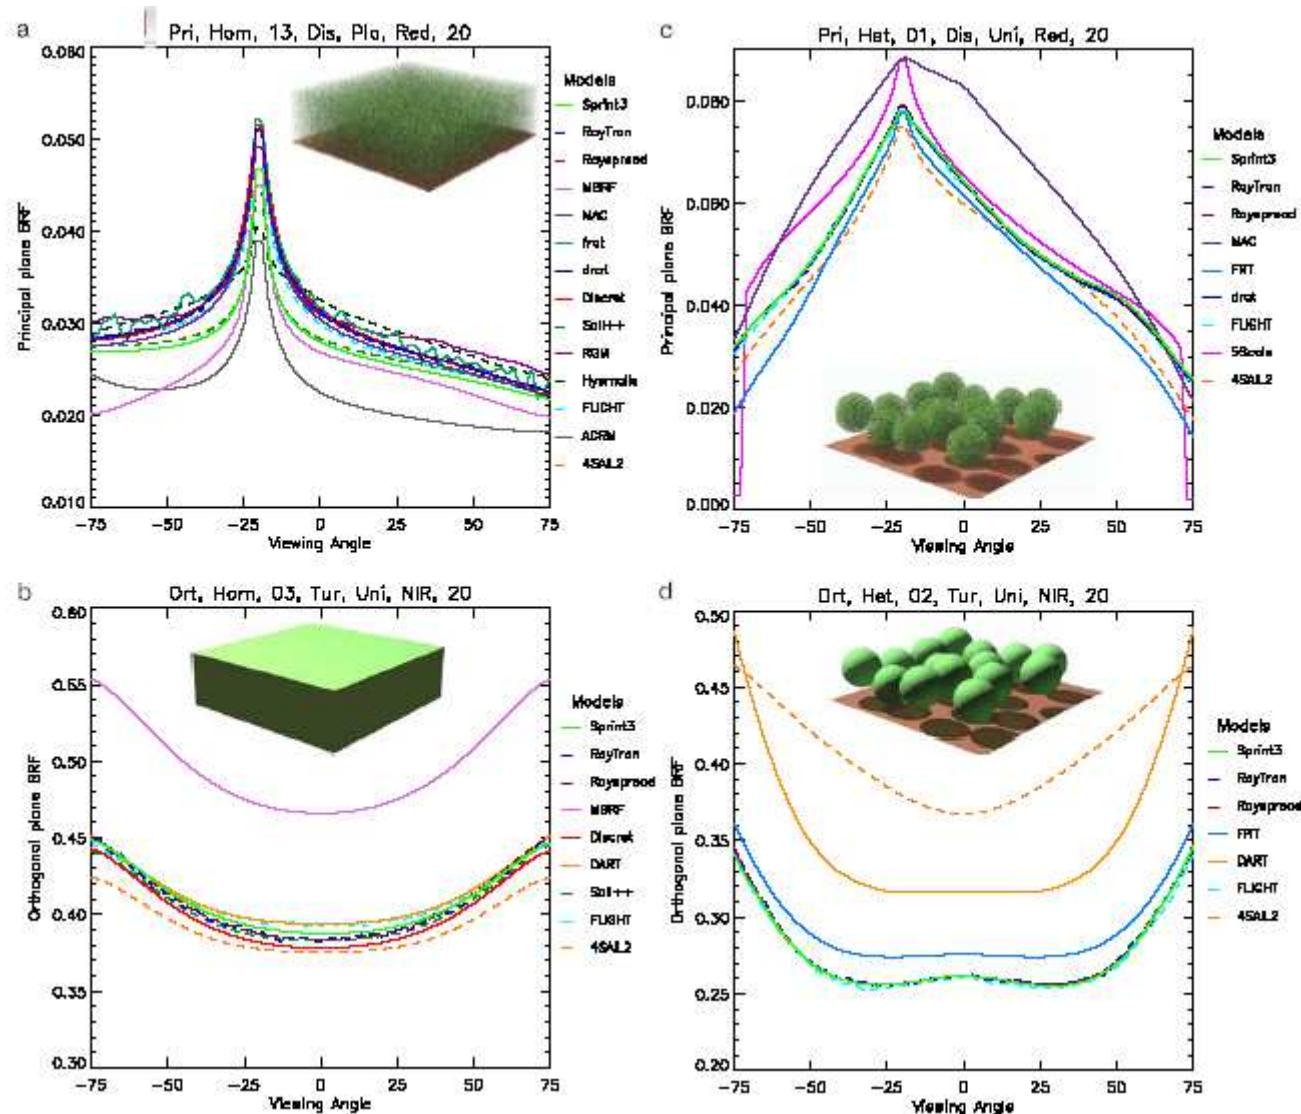 a
Pri, Hom, 13, Dis, Pla, Red, 20
0.060
0.050
0.040
0.030
0.020
0.010
Principal plane BRF
-75 -50 -25 0 25 50 75
Viewing Angle
Models
Sprint3
RayTran
Rayspread
MBRF
MAC
frat
drat
Discret
Sail++
RGM
Hyemalis
FLIGHT
ACRM
4SAIL2
c
Pri, Het, 01, Dis, Uni, Red, 20
0.080
0.060
0.040
0.020
0.000
Principal plane BRF
-75 -50 -25 0 25 50 75
Viewing Angle
Models
Sprint3
RayTran
Rayspread
MAC
FRT
drat
FLIGHT
5Scale
4SAIL2
b
Ort, Hom, 03, Tur, Uni, NIR, 20
0.60
0.55
0.50
0.45
0.40
0.35
0.30
Orthogonal plane BRF
-75 -50 -25 0 25 50 75
Viewing Angle
Models
Sprint3
RayTran
Rayspread
MBRF
Discret
DART
Sail++
FLIGHT
4SAIL2
d
Ort, Het, 02, Tur, Uni, NIR, 20
0.50
0.45
0.40
0.35
0.30
0.25
0.20
Orthogonal plane BRF
-75 -50 -25 0 25 50 75
Viewing Angle
Models
Sprint3
RayTran
Rayspread
FRT
DART
FLIGHT
4SAIL2